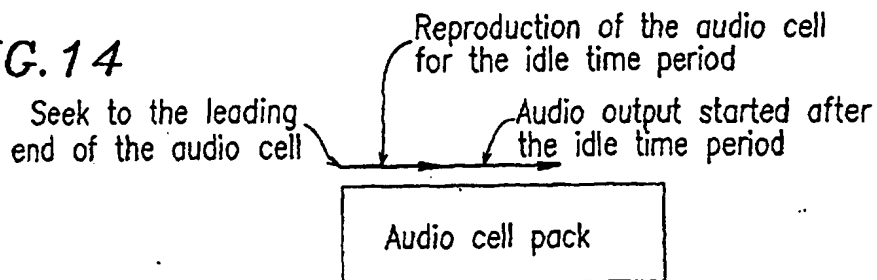 G. 14
Reproduction of the audio cell
for the idle time period
Seek to the leading
end of the audio cell
Audio output started after
the idle time period
Audio cell pack